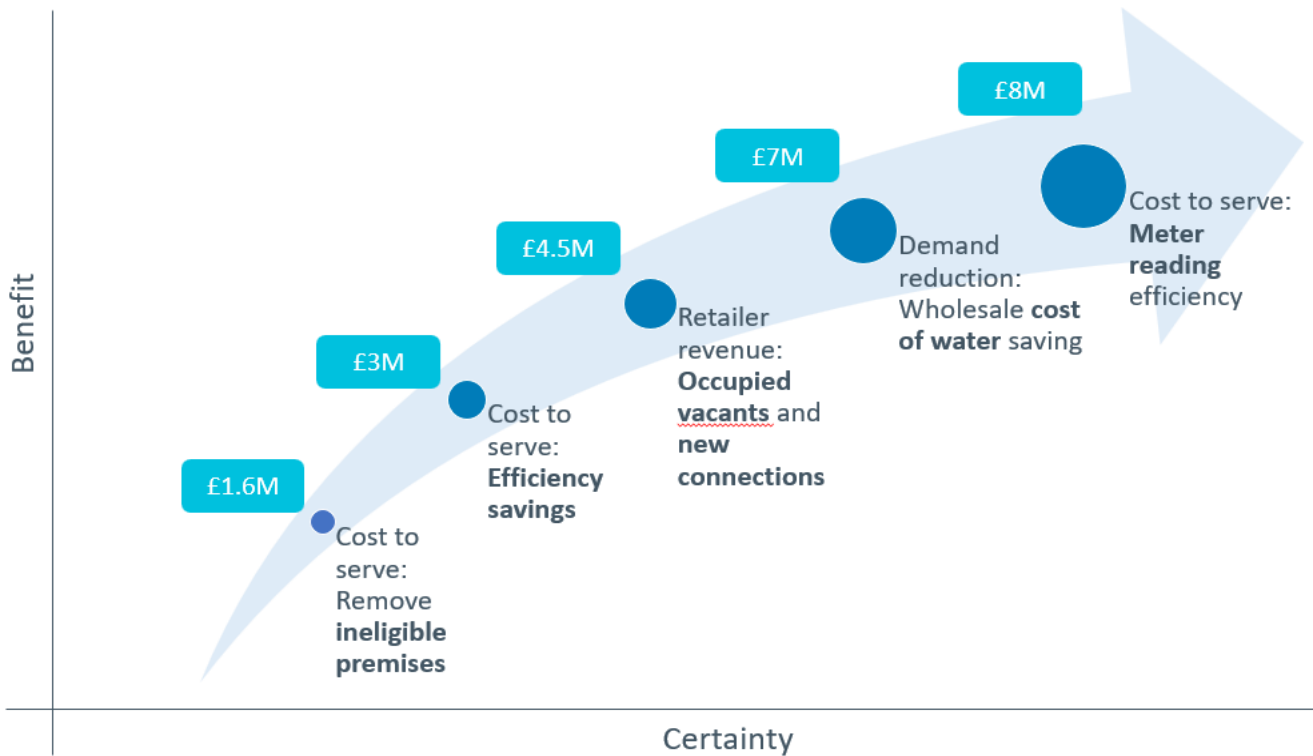 Benefit
£1.6M
Cost to
serve:
Remove
ineligible
premises
£3M
Cost to
serve:
Efficiency
savings
£4.5M
Retailer
revenue:
Occupied
vacants and
new
connections
£7M
Demand
reduction:
Wholesale cost
of water saving
£8M
Cost to serve:
Meter
reading
efficiency
Certainty